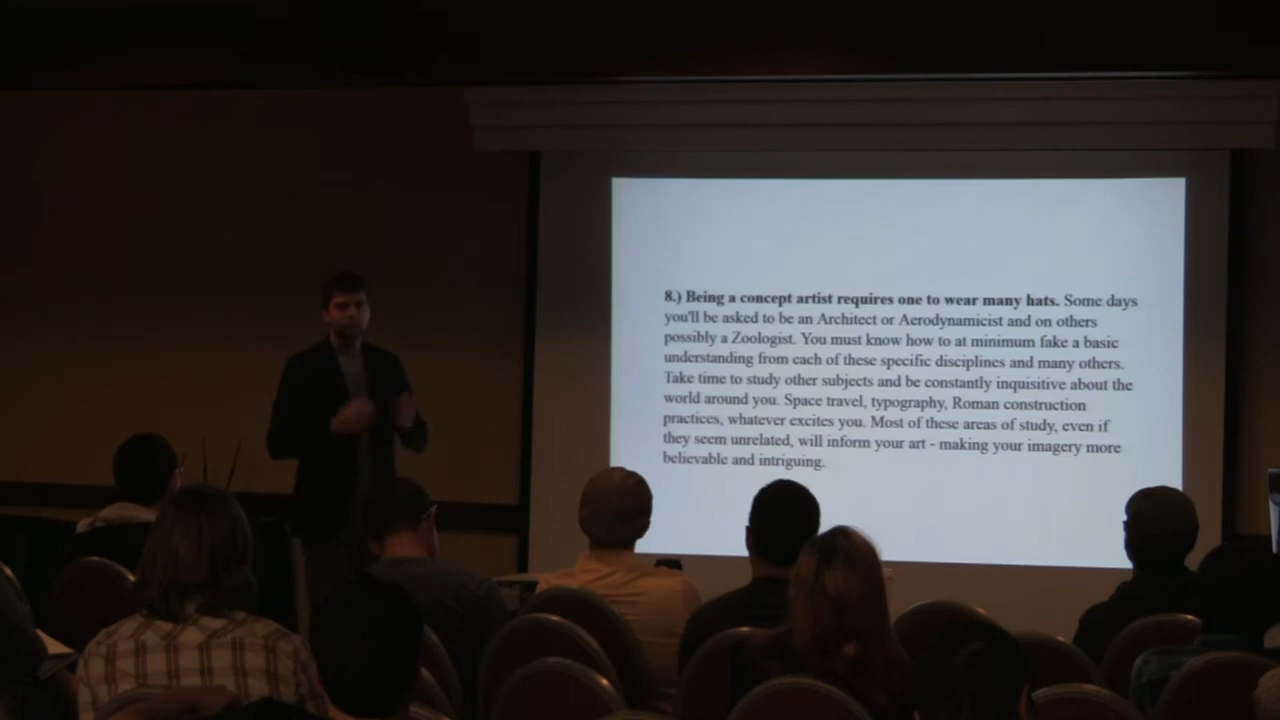 8.) Being a concept artist requires one to wear many hats. Some days
you'll be asked to be an Architect or Aerodynamicist and on others
possibly a Zoologist. You must know how to at minimum fake a basic
understanding from each of these specific disciplines and many others.
Take time to study other subjects and be constantly inquisitive about the
world around you. Space travel, typography, Roman construction
practices, whatever excites you. Most of these areas of study, even if
they seem unrelated, will inform your art - making your imagery more
believable and intriguing.